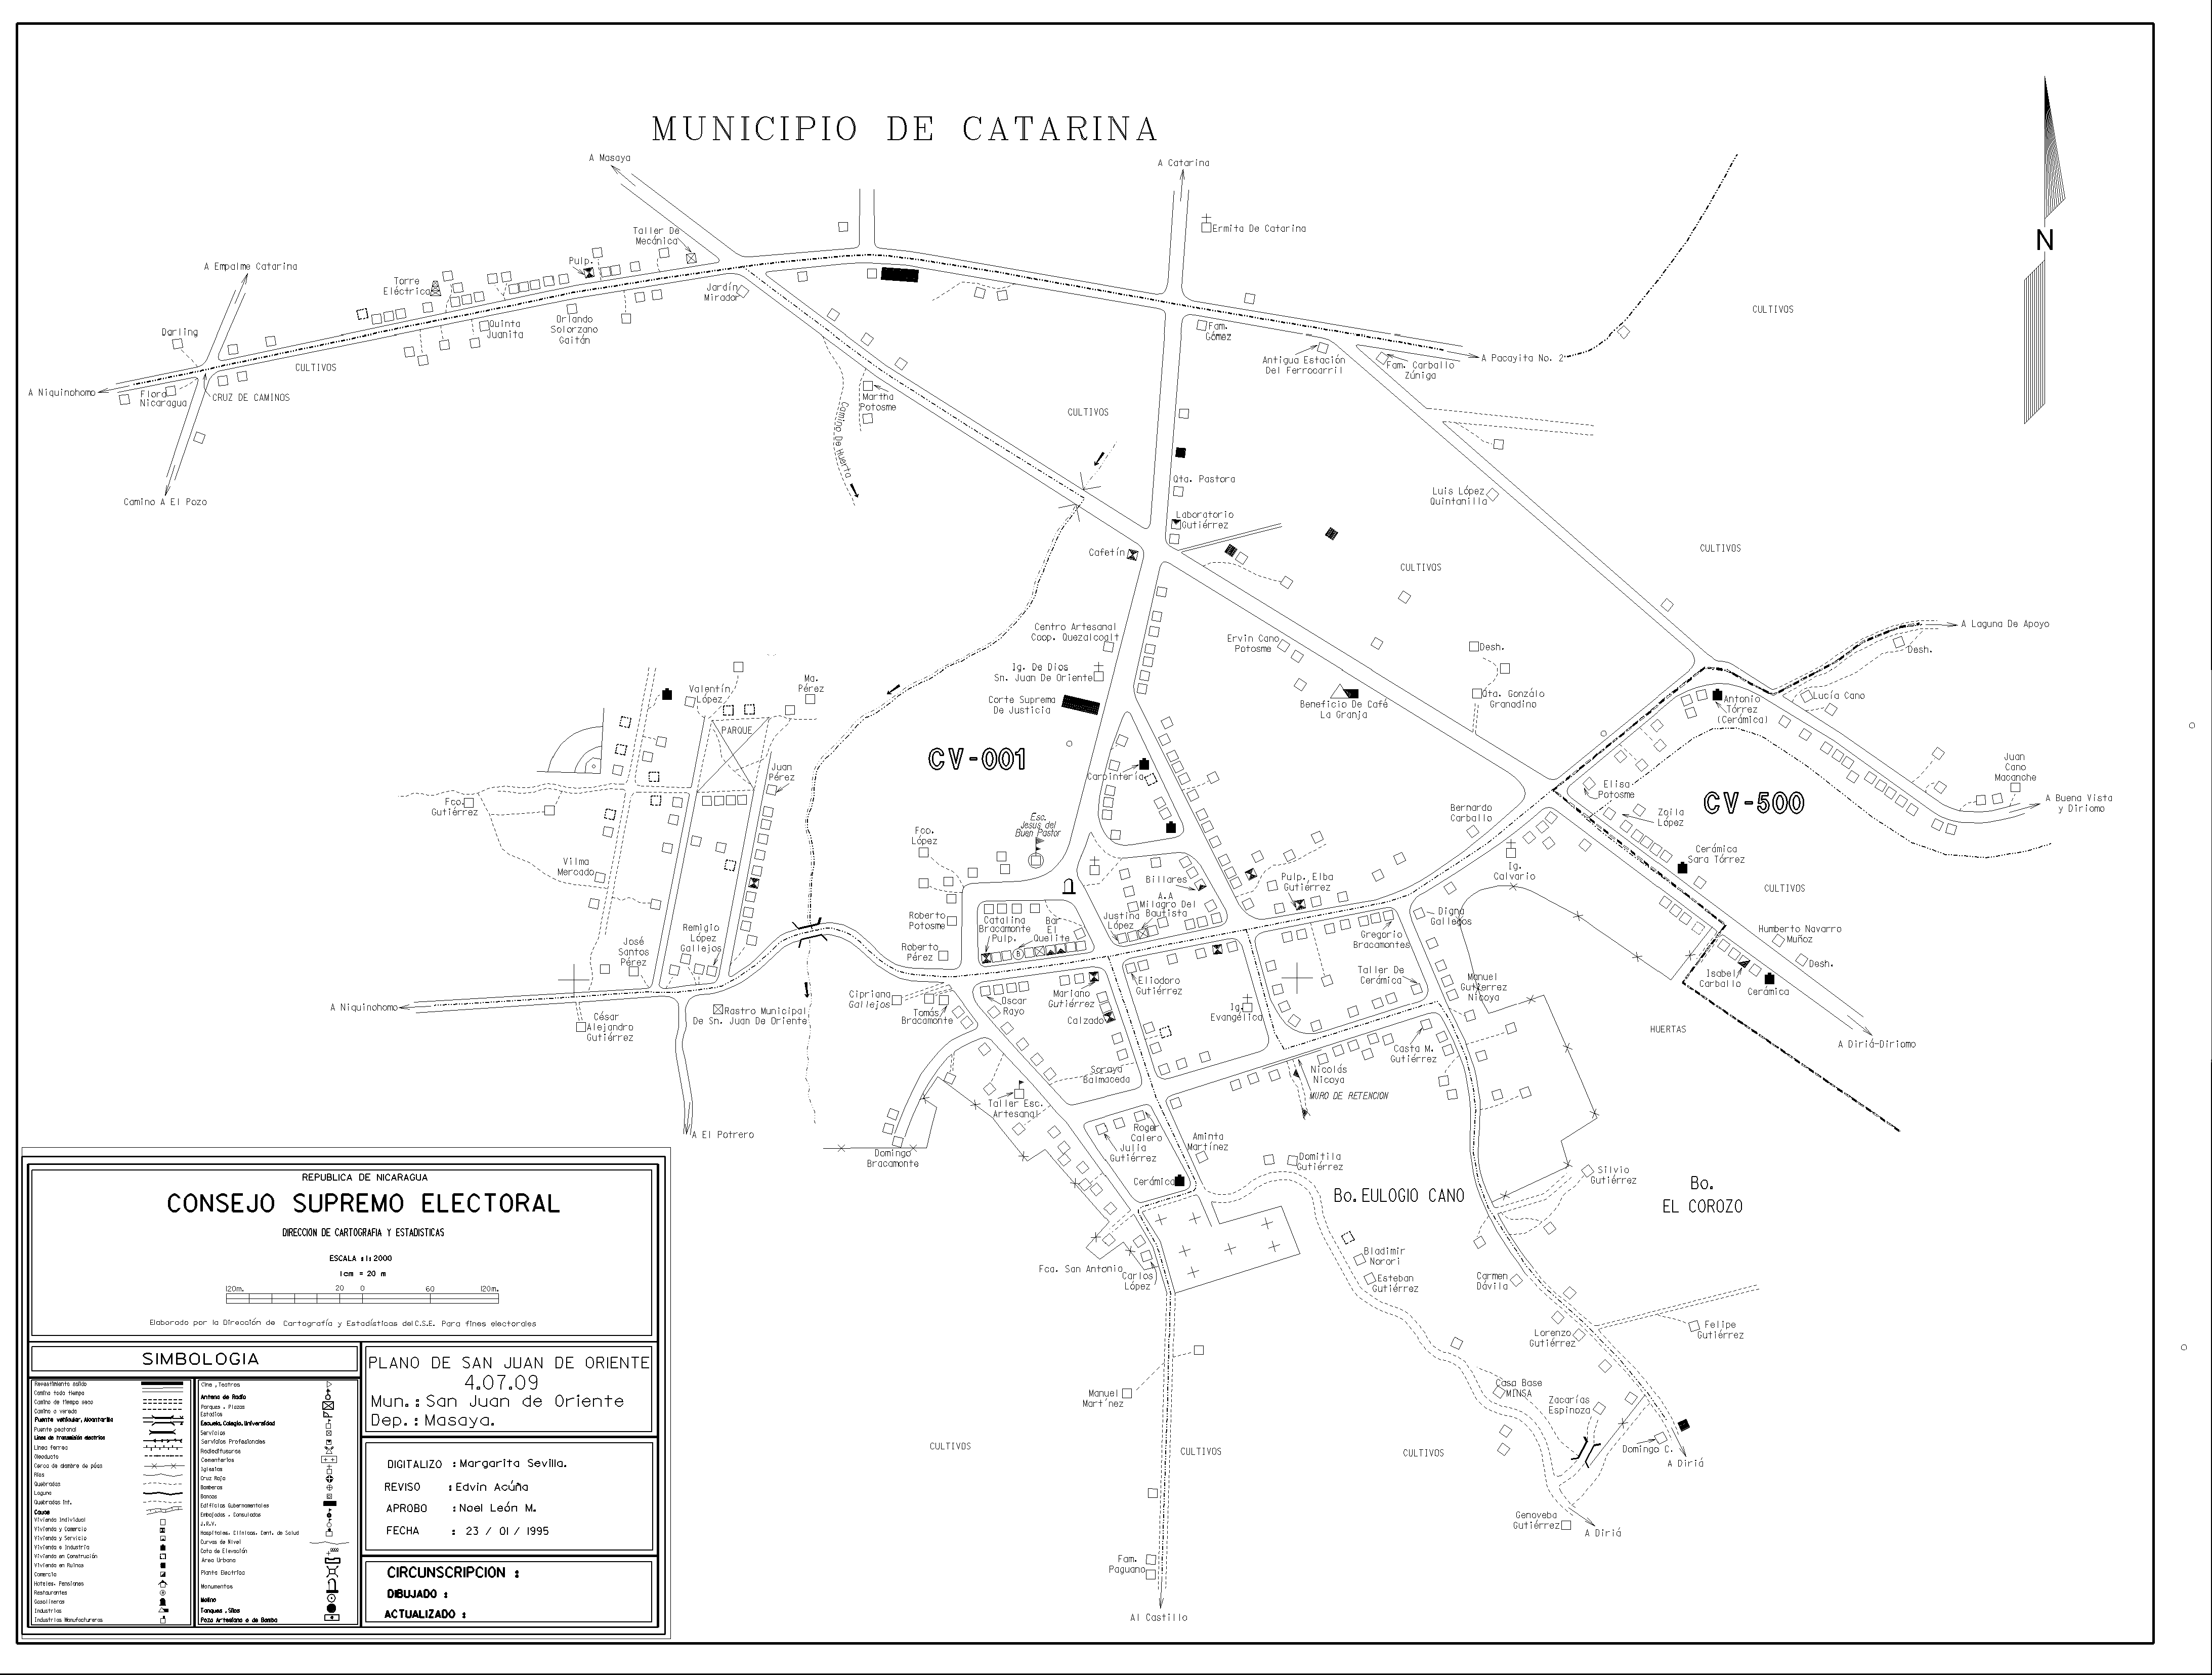 MUNICIPIO DE CATARINA
A Masaya
A Catarina
Ermita De Catarina
Taller De
Mecánica
Pulp.
A Empalme Catarina
Torre
Eléctrica
Jardín
Mirador
N
Darling
Quinta
Juanita
Orlando
Solorzano
Gaitán
Fam.
Gómez
CULTIVOS
Antigua Estación
Del Ferrocarril
A Pacayita No. 2
Fam. Carballo
Zúniga
CULTIVOS
A Niquinohomo
Flora
Nicaragua
CRUZ DE CAMINOS
Martha
Potosme
CULTIVOS
Camino De Huerta
Camino A El Pozo
Qta. Pastora
Luis López
Quintanilla
Laboratorio
Gutiérrez
Cafetín
CULTIVOS
CULTIVOS
Centro Artesanal
Coop. Quezalcoalt
Ervin Cano
Potosme
Desh.
A Laguna De Apoyo
Desh.
Ig. De Dios
Sn. Juan De Oriente
Corte Suprema
De Justicia
Beneficio De Café
La Granja
Qta. Gonzálo
Granadino
Lucía Cano
Antonio
Tórrez
(Cerámica)
Valentín
López
Ma.
Pérez
PARQUE
Juan
Pérez
CV-001
Carpintería
Elisa
Potosme
CV-500
Juan
Cano
Macanche
A Buena Vista
y Diriomo
Fco.
Gutiérrez
Zoila
López
Bernardo
Carballo
Esc.
Jesus del
Buen Pastor
Fco.
López
Vilma
Mercado
Billares
Pulp. Elba
Gutiérrez
Ig.
Calvario
Cerámica
Sara Tórrez
CULTIVOS
A.A
Milagro Del
Bautista
Justina
López
Catalina
Bracamonte
Pulp.
Bar
El
Quelite
Roberto
Potosme
Digna
Gallegos
Gregorio
Bracamontes
Remigio
López
Gallejos
José
Santos
Pérez
Roberto
Pérez
Humberto Navarro
Muñoz
Desh.
Isabel
Carballo
Cerámica
Cipriana
Gallejos
Tomás
Bracamonte
Oscar
Rayo
Mariano
Gutiérrez
Calzado
Eliodoro
Gutiérrez
Ig.
Evangélica
Taller De
Cerámica
Manuel
Gutierrez
Nicoya
A Niquinohomo
César
Alejandro
Gutiérrez
Rastro Municipal
De Sn. Juan De Oriente
HUERTAS
A Diriá-Diriomo
Casta M.
Gutiérrez
Nicolás
Nicoya
MURO DE RETENCION
Soraya
Balmaceda
Taller Esc.
Artesanal
A El Potrero
Domingo
Bracamonte
Roger
Calero
Julia
Gutiérrez
Aminta
Martínez
Cerámica
Domitila
Gutiérrez
Bo. EULOGIO CANO
Silvio
Gutiérrez
Bo.
EL COROZO
Fca. San Antonio
Carlos
López
Bladimir
Norori
Esteban
Gutiérrez
Carmen
Dávila
Lorenzo
Gutiérrez
Felipe
Gutiérrez
Manuel
Martínez
Casa Base
MINSA
Zacarías
Espinoza
Domingo C.
A Diriá
CULTIVOS
CULTIVOS
CULTIVOS
Genoveba
Gutiérrez
A Diriá
Fam.
Paguano
Al Castillo
REPUBLICA DE NICARAGUA
CONSEJO SUPREMO ELECTORAL
DIRECCION DE CARTOGRAFIA Y ESTADISTICAS
ESCALA :1:2000
1cm = 20 m
120m. 20 0 60 120m.
Elaborado por la Dirección de Cartografía y Estadísticas del C.S.E. Para fines electorales
SIMBOLOGIA
Revestimiento solido
Camino todo tiempo
Camino de tiempo seco
Camino o vereda
Puente vehicular, Alcantarilla
Puente peatonal
Linea de transmisión electrica
Linea ferrea
Oleoducto
Cerca de alambre de púas
Ríos
Quebradas
Laguna
Quebradas Int.
Cauce
Vivienda Individual
Vivienda y Comercio
Vivienda y Servicio
Vivienda e Industria
Vivienda en Construción
Vivienda en Ruinas
Comercio
Hoteles, Pensiones
Restaurantes
Gasolineras
Industrias
Industrias Manufactureras
Cine , Teatros
Antena de Radio
Parques , Plazas
Estadios
Escuela, Colegio, Universidad
Servicios
Servicios Profesionales
Radiodifusoras
Cementerios
Iglesias
Cruz Roja
Bomberos
Bancos
Edificios Gubernamentales
Embajadas , Consulados
J.R.V.
Hospitales, Clinicas, Cent. de Salud
Curvas de Nivel
Cota de Elevación
Area Urbana
Planta Electrica
Monumentos
Molino
Tanques , Silos
Pozo Artesiano o de Bomba
PLANO DE SAN JUAN DE ORIENTE
4.07.09
Mun.: San Juan de Oriente
Dep.: Masaya.
DIGITALIZO : Margarita Sevilla.
REVISO : Edvin Acúña
APROBO : Noel León M.
FECHA : 23 / 01 / 1995
CIRCUNSCRIPCION :
DIBUJADO :
ACTUALIZADO :